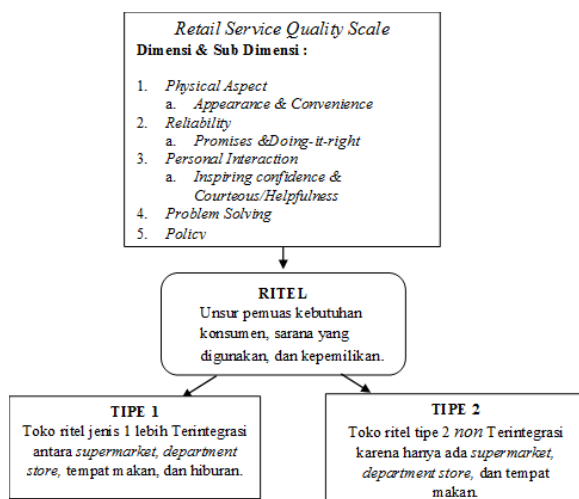 Retail Service Quality Scale
Dimensi & Sub Dimensi :
1. Physical Aspect
a. Appearance & Convenience
2. Reliability
a. Promises &Doing-it-right
3. Personal Interaction
a. Inspiring confidence &
Courteous/Helpfulness
4. Problem Solving
5. Policy
RITEL
Unsur pemuas kebutuhan
konsumen, sarana yang
digunakan, dan kepemilikan.
TIPE 1
Toko ritel jenis 1 lebih Terintegrasi
antara supermarket, department
store, tempat makan, dan hiburan.
TIPE 2
Toko ritel tipe 2 non Terintegrasi
karena hanya ada supermarket,
department store, dan tempat
makan.